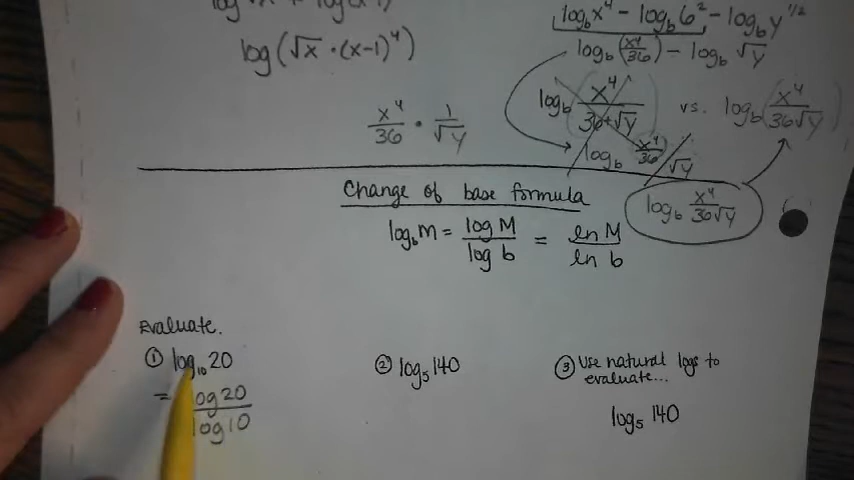 log(√x · (x-1)⁴)
log_b x⁴ - log_b 6² - log_b y^1/2
log_b (x⁴/36) - log_b √y
log_b (x⁴/36+√y) vs. log_b (x⁴/36√y)
x⁴/36 · 1/√y
log_b (x⁴/36)/√y
log_b x⁴/36√y
Change of base formula
log_b M = log M/log b = ln M/ln b
Evaluate.
① log₁₀ 20
= log 20/log 10
② log₅ 140
③ Use natural logs to
evaluate...
log₅ 140